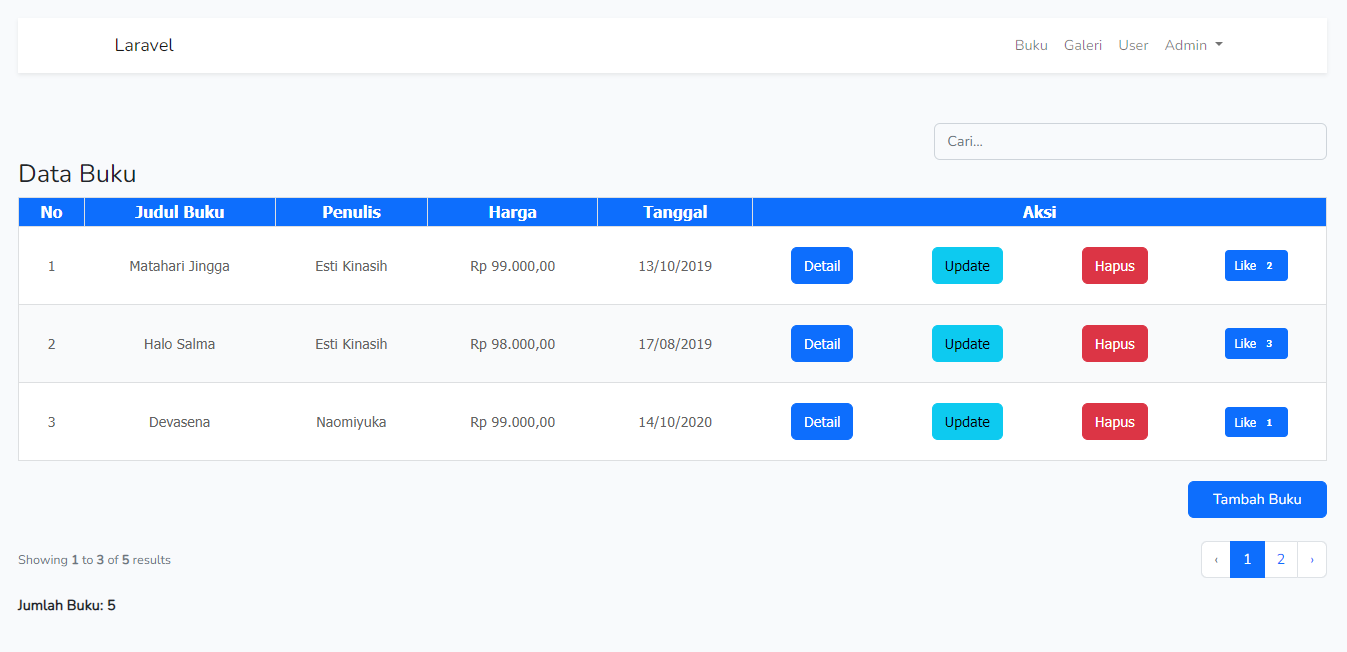 Laravel Buku Galeri User Admin
Cari...
Data Buku
No Judul Buku Penulis Harga Tanggal Aksi
1 Matahari Jingga Esti Kinasih Rp 99.000,00 13/10/2019 Detail Update Hapus Like 2
2 Halo Salma Esti Kinasih Rp 98.000,00 17/08/2019 Detail Update Hapus Like 3
3 Devasena Naomiyuka Rp 99.000,00 14/10/2020 Detail Update Hapus Like 1
Tambah Buku
Showing 1 to 3 of 5 results ‹ 1 2 ›
Jumlah Buku: 5